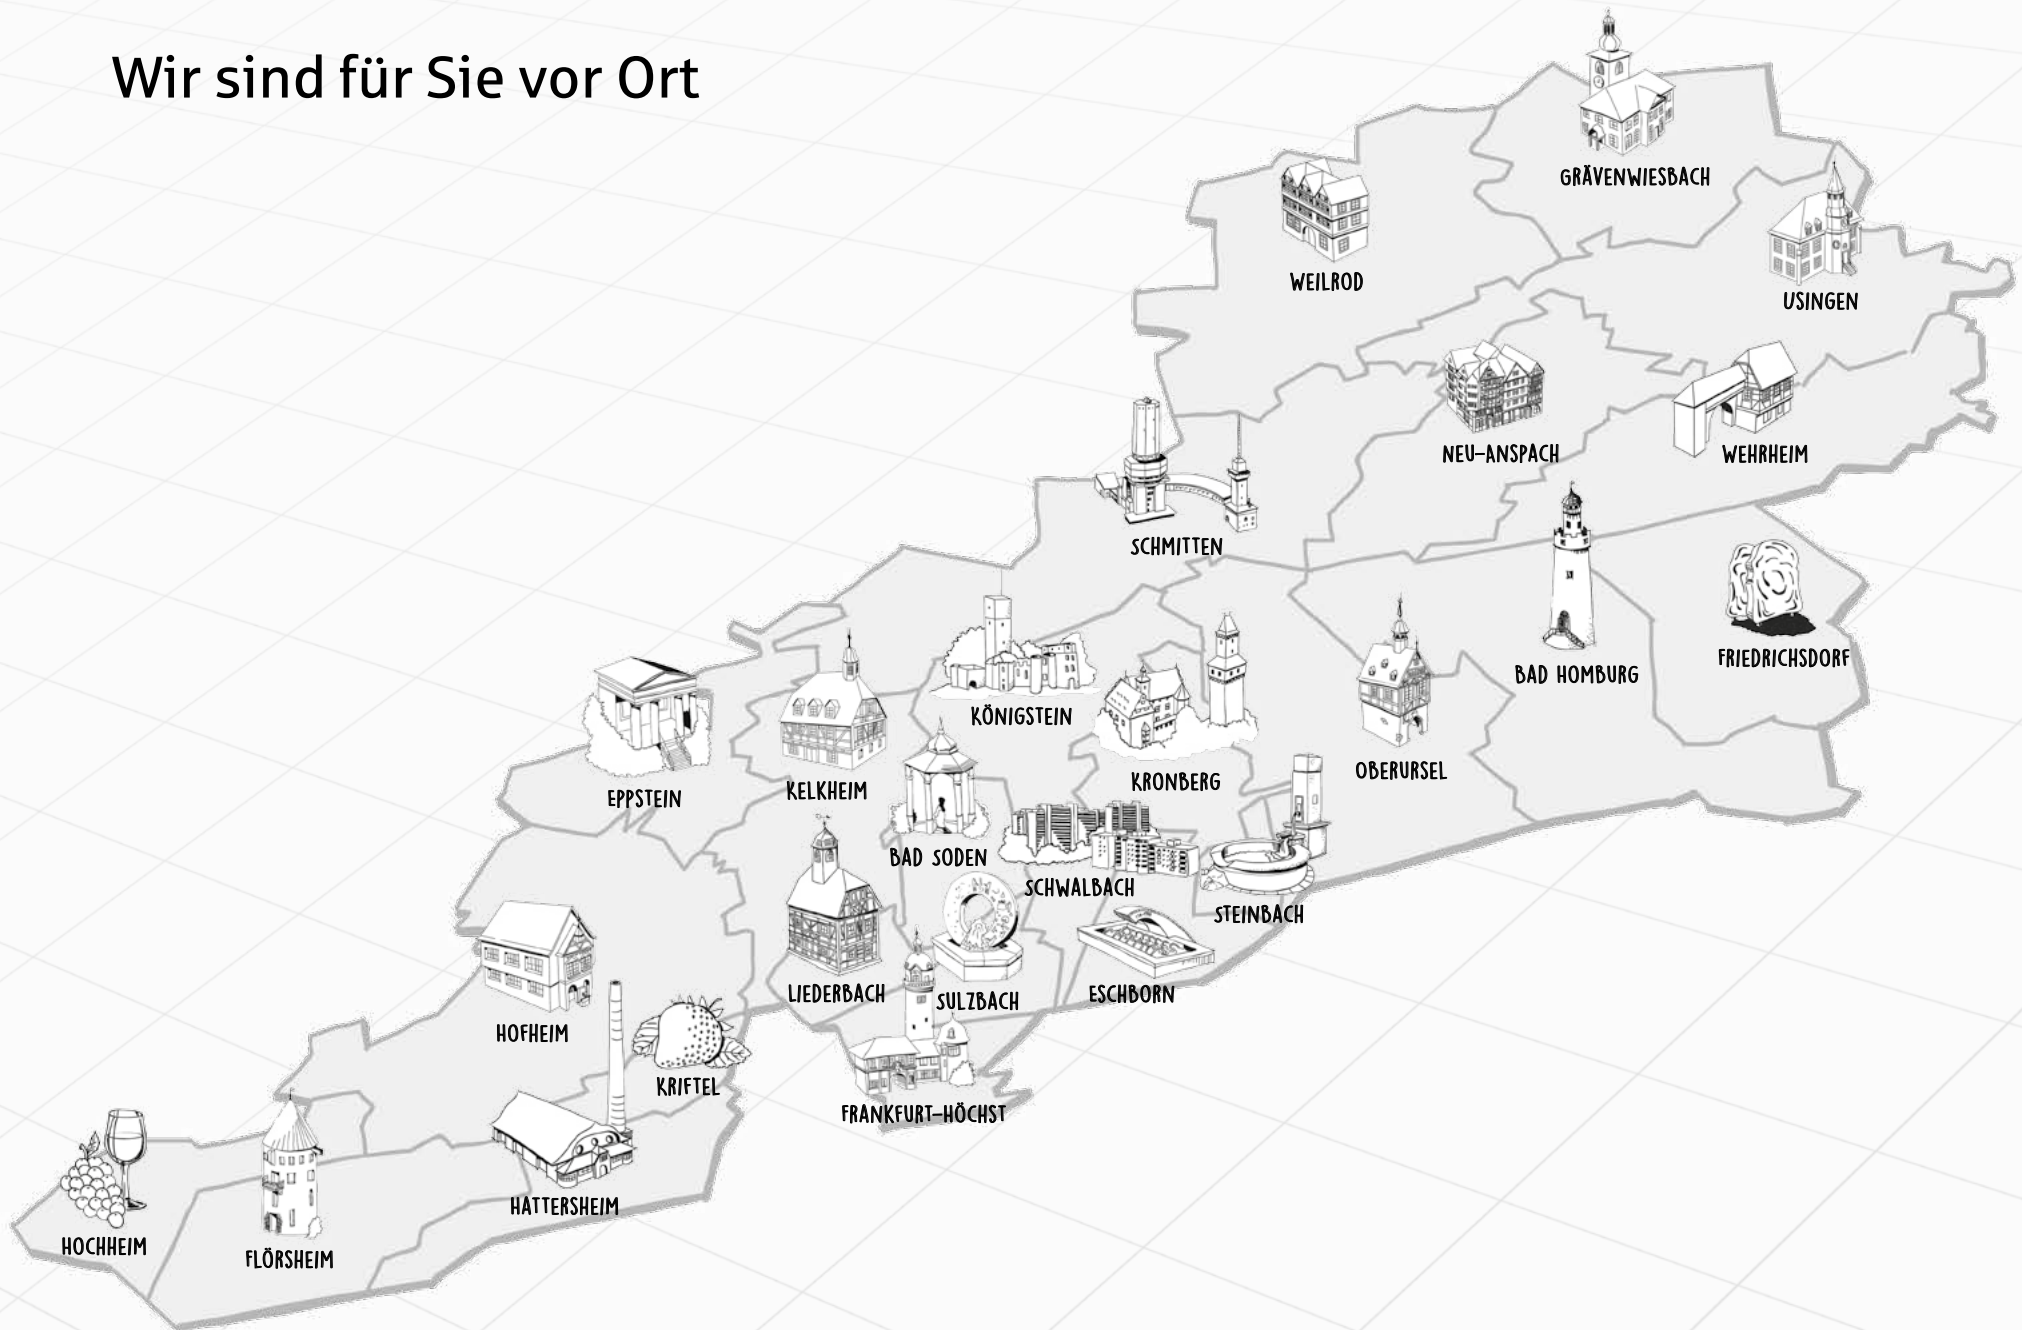 Wir sind für Sie vor Ort
GRÄVENWIESBACH
WEILROD
USINGEN
NEU-ANSPACH
WEHRHEIM
SCHMITTEN
FRIEDRICHSDORF
BAD HOMBURG
KÖNIGSTEIN
OBERURSEL
KRONBERG
KELKHEIM
EPPSTEIN
BAD SODEN
SCHWALBACH
STEINBACH
LIEDERBACH
SULZBACH
ESCHBORN
HOFHEIM
KRIFTEL
FRANKFURT-HÖCHST
HATTERSHEIM
HOCHHEIM
FLÖRSHEIM